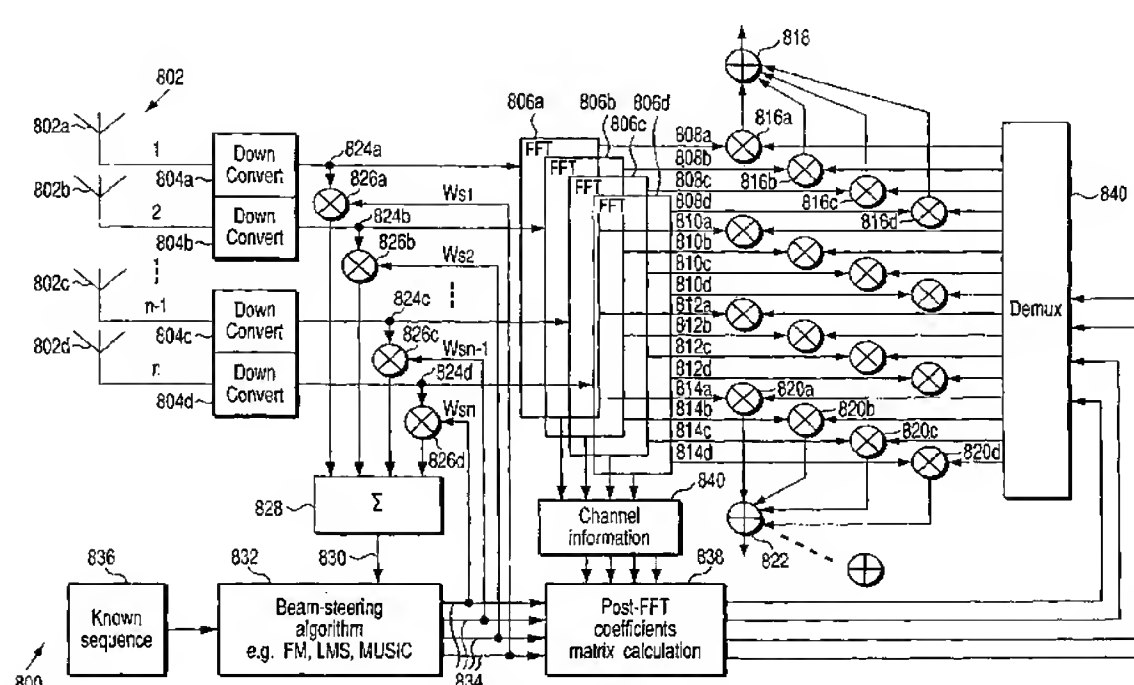 818
802
806a
806b
806d
806c
816a
802a
1
Down
Convert
824a
FFT
808a
808b
808c
808d
816b
816c
816d
840
802b
804a
826a
Ws1
FFT
FFT
FFT
2
Down
Convert
824b
804b
826b
Ws2
810a
810b
810c
810d
802c
n-1
Down
Convert
824c
804c
826c
Wsn-1
812a
812b
812c
812d
Demux
802d
n
Down
Convert
824d
804d
Wsn
826d
814a
814b
814c
814d
820a
820b
820c
820d
828
Σ
840
Channel
information
822
836
832
830
838
Known
sequence
Beam-steering
algorithm
e.g. FM, LMS, MUSIC
Post-FFT
coefficients
matrix calculation
834
800